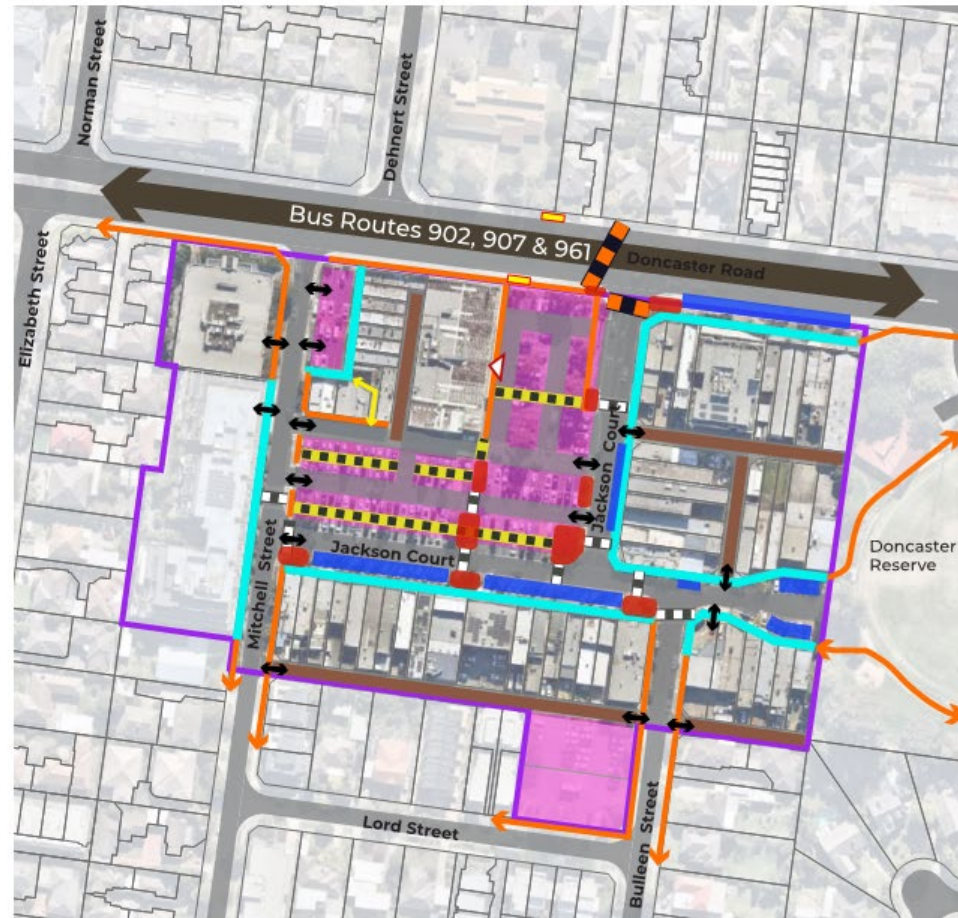 Norman Street
Dehnert Street
Bus Routes 902, 907 & 961
Doncaster Road
Elizabeth Street
Jackson Court
Doncaster
Reserve
Jackson Court
Mitchell Street
Lord Street
Bulleen Street